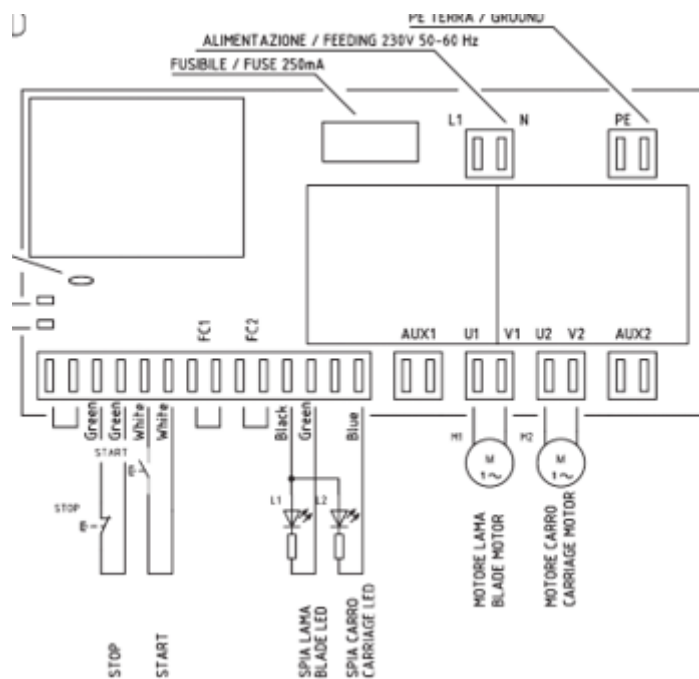 D
PE TERRA / GROUND
ALIMENTAZIONE / FEEDING 230V 50-60 Hz
FUSIBILE / FUSE 250mA
L1 N PE
FC1 FC2 AUX1 U1 V1 U2 V2 AUX2
Green Green White White Black Green Blue
M1 M2
START
M 1~ M 1~
L1 L2
STOP
MOTORE LAMA
BLADE MOTOR
MOTORE CARRO
CARRIAGE MOTOR
STOP
START
SPIA LAMA
BLADE LED
SPIA CARRO
CARRIAGE LED